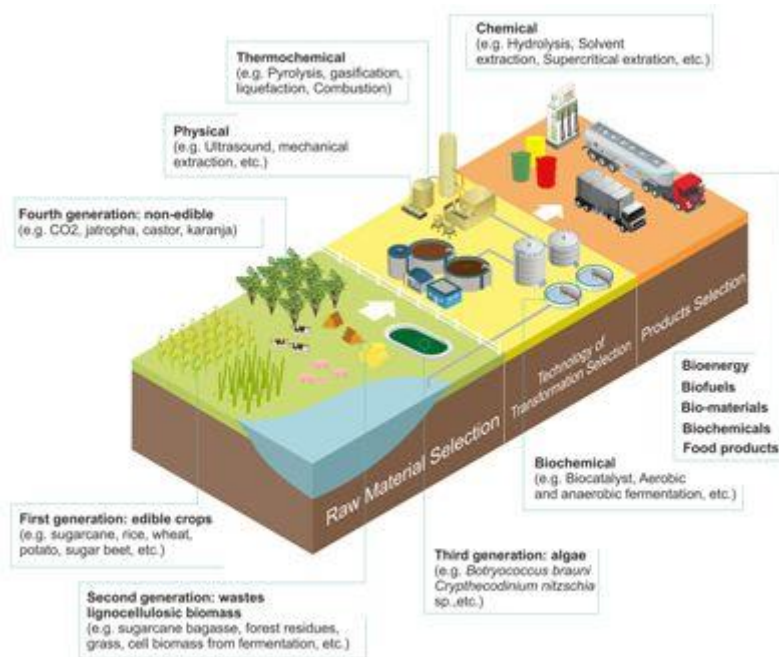 Chemical
(e.g. Hydrolysis, Solvent
extraction, Supercritical extration, etc.)
Thermochemical
(e.g. Pyrolysis, gasification,
liquefaction, Combustion)
Physical
(e.g. Ultrasound, mechanical
extraction, etc.)
Fourth generation: non-edible
(e.g. CO2, jatropha, castor, karanja)
Raw Material Selection
Technology of
Transformation Selection
Products Selection
Bioenergy
Biofuels
Bio-materials
Biochemicals
Food products
Biochemical
(e.g. Biocatalyst, Aerobic
and anaerobic fermentation, etc.)
First generation: edible crops
(e.g. sugarcane, rice, wheat,
potato, sugar beet, etc.)
Third generation: algae
(e.g. Botryococcus brauni
Crypthecodinium nitzschia
sp.,etc.)
Second generation: wastes
lignocellulosic biomass
(e.g. sugarcane bagasse, forest residues,
grass, cell biomass from fermentation, etc.)